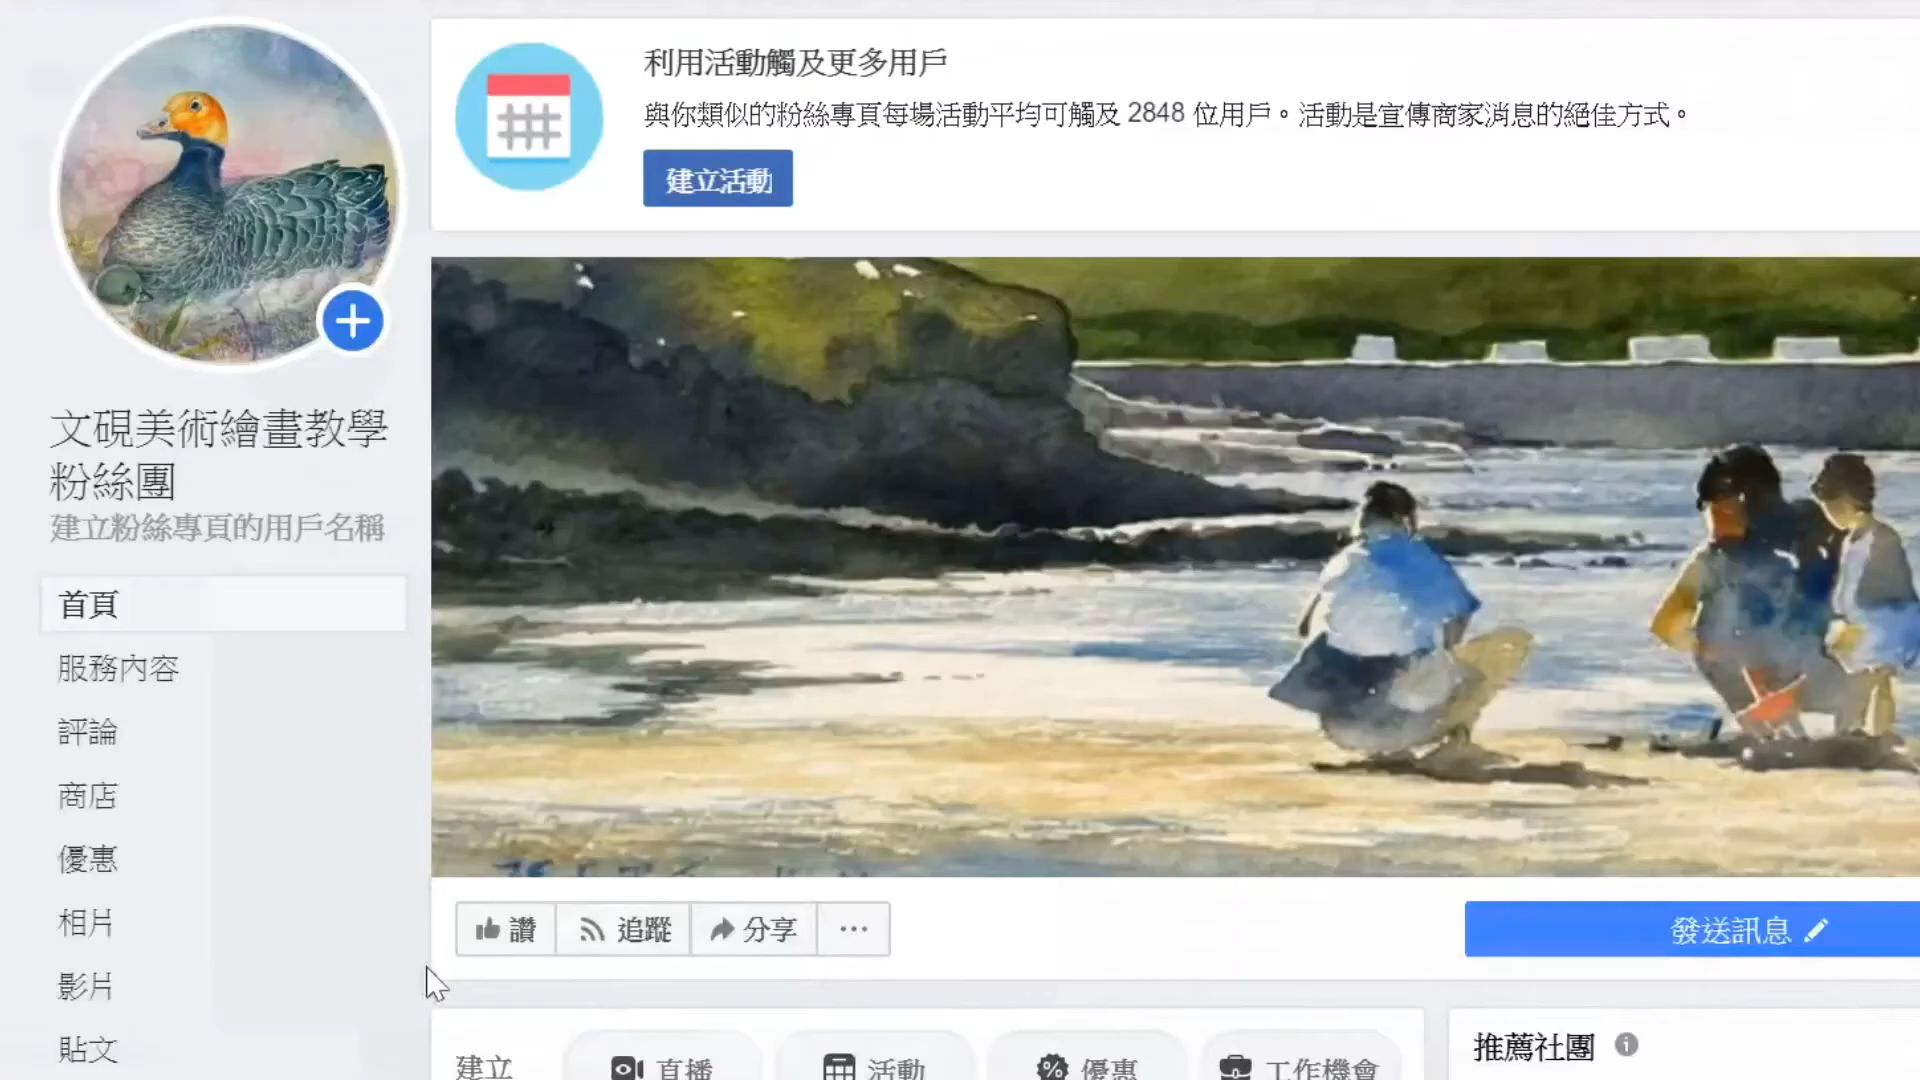 利用活動觸及更多用戶
與你類似的粉絲專頁每場活動平均可觸及 2848 位用戶。活動是宣傳商家消息的絕佳方式。
建立活動
文硯美術繪畫教學
粉絲團
建立粉絲專頁的用戶名稱
首頁
服務內容
評論
商店
優惠
相片
影片
貼文
讚
追蹤
分享
發送訊息
建立
直播
活動
優惠
工作機會
推薦社團